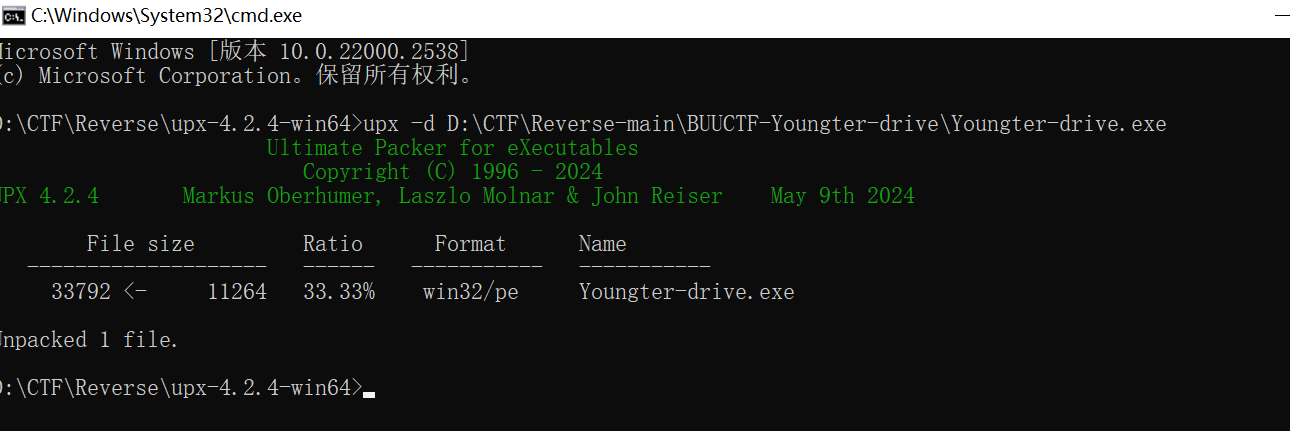 C:\Windows\System32\cmd.exe
Microsoft Windows [版本 10.0.22000.2538]
(c) Microsoft Corporation。保留所有权利。
D:\CTF\Reverse\upx-4.2.4-win64>upx -d D:\CTF\Reverse-main\BUUCTF-Youngter-drive\Youngter-drive.exe
Ultimate Packer for eXecutables
Copyright (C) 1996 - 2024
UPX 4.2.4 Markus Oberhumer, Laszlo Molnar & John Reiser May 9th 2024
File size Ratio Format Name
-------------------- ------ ----------- -----------
33792 <- 11264 33.33% win32/pe Youngter-drive.exe
Unpacked 1 file.
D:\CTF\Reverse\upx-4.2.4-win64>